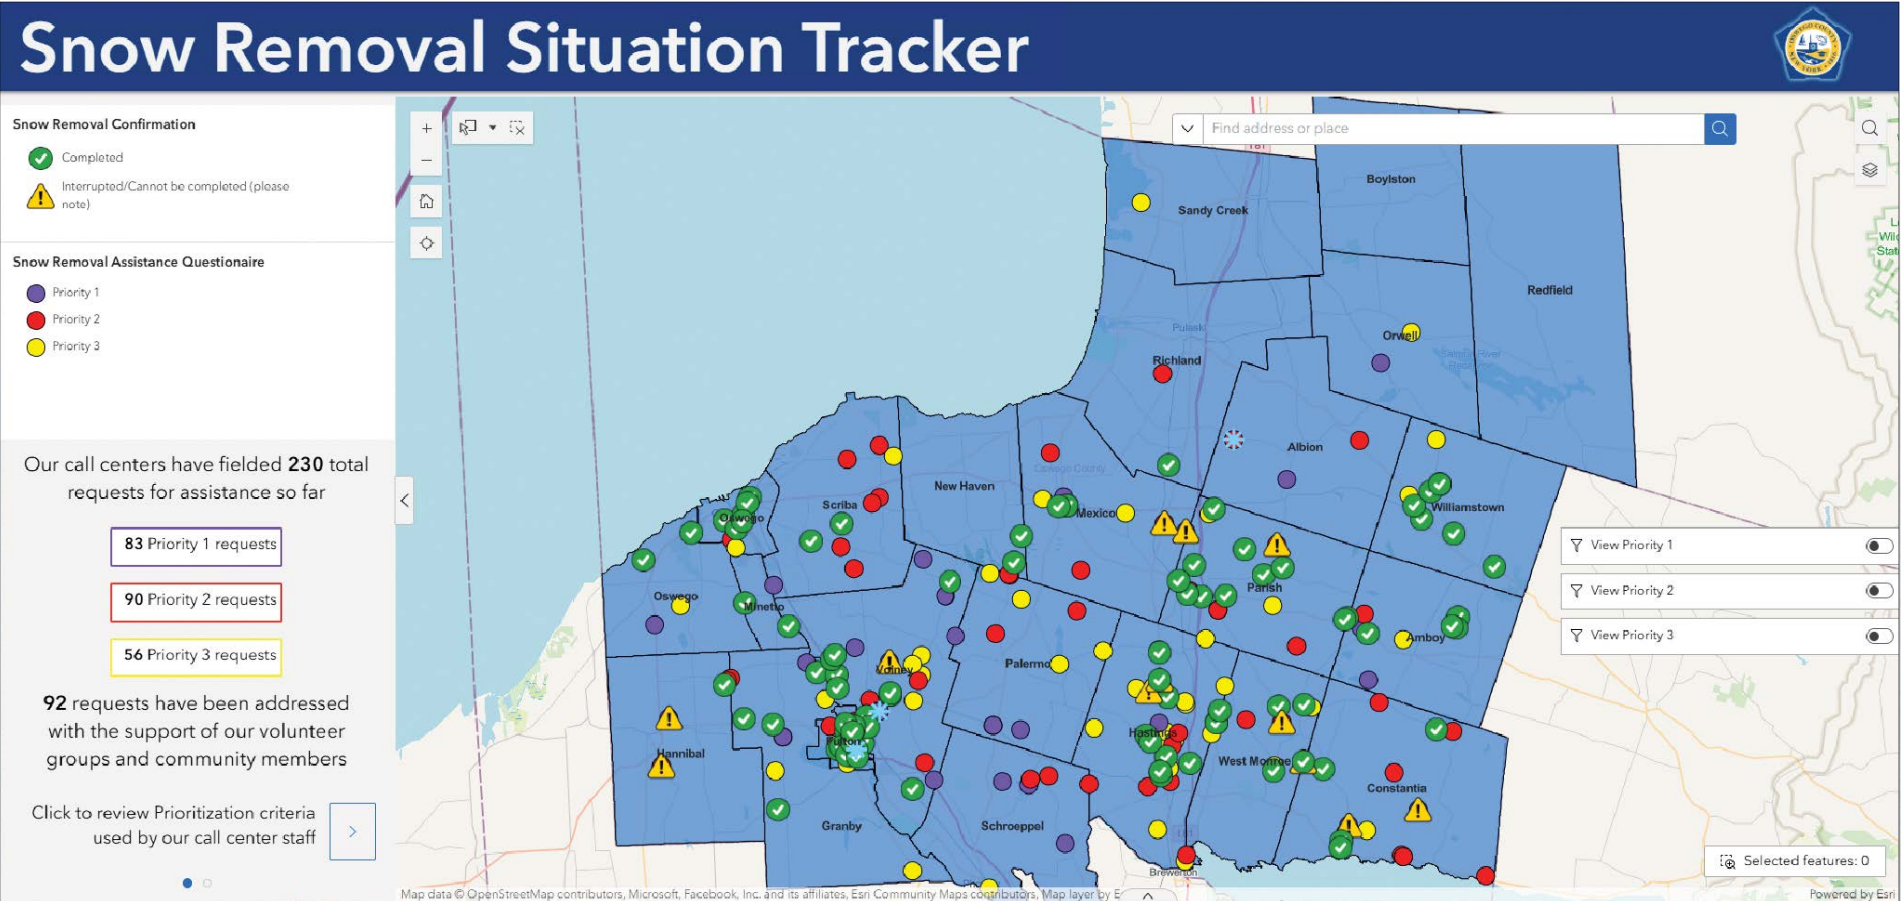 Snow Removal Situation Tracker
Snow Removal Confirmation
Completed
Interrupted/Cannot be completed (please
note)
Snow Removal Assistance Questionaire
Priority 1
Priority 2
Priority 3
Our call centers have fielded 230 total
requests for assistance so far
83 Priority 1 requests
90 Priority 2 requests
56 Priority 3 requests
92 requests have been addressed
with the support of our volunteer
groups and community members
Click to review Prioritization criteria
used by our call center staff
Find address or place
181
Boylston
Sandy Creek
Redfield
Pulaski
Orwell
Richland
Albion
Oswego County
New Haven
Scriba
Mexico
Williamstown
Oswego
Parish
Oswego
Minetto
Amboy
Palermo
Volney
Hastings
Fulton
Hannibal
West Monroe
Constantia
Granby
Schroeppel
Brewerton
View Priority 1
View Priority 2
View Priority 3
Selected features: 0
Map data © OpenStreetMap contributors, Microsoft, Facebook, Inc. and its affiliates, Esri Community Maps contributors, Map layer by E
Powered by Esri